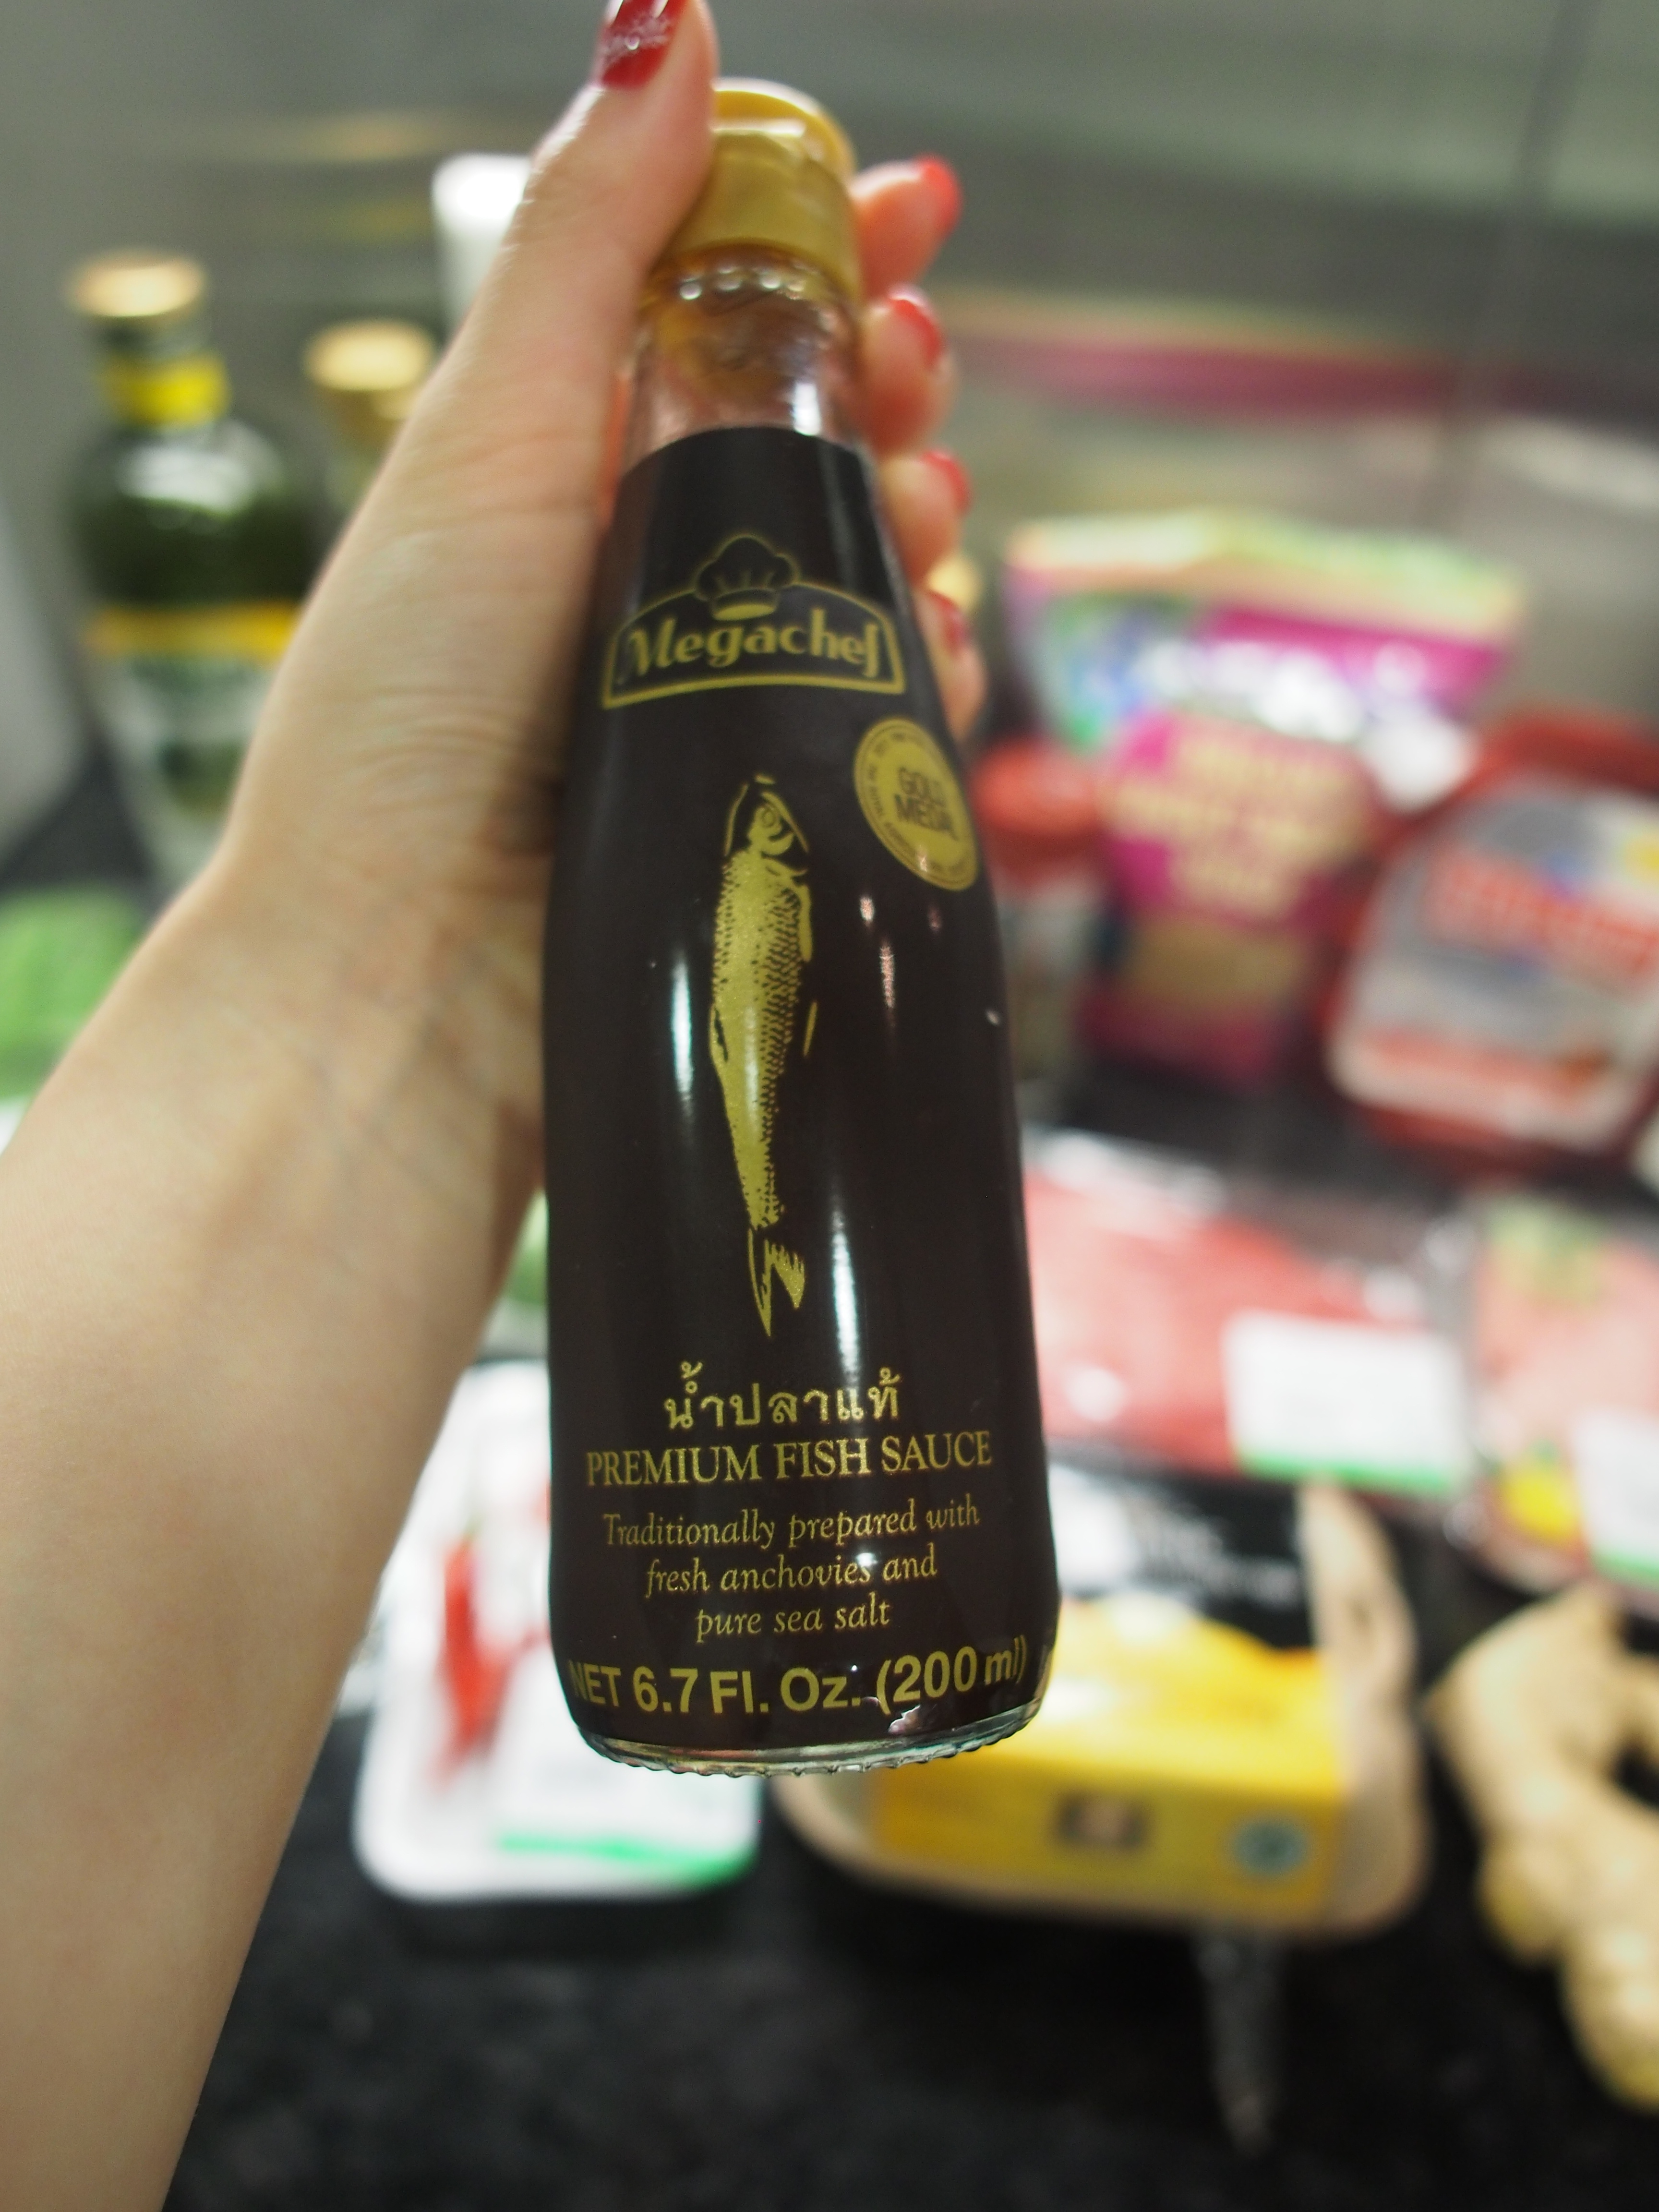 Megachef
GOLD
MEDAL
น้ำปลาแท้
PREMIUM FISH SAUCE
Traditionally prepared with
fresh anchovies and
pure sea salt
NET 6.7 Fl. Oz. (200 ml)